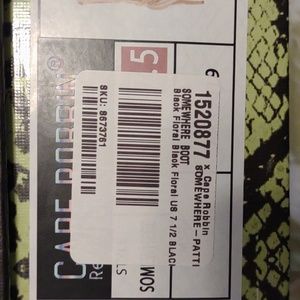 1520877 x Cape Robbin
SOMEWHERE-PATTI
SOMEWHERE BOOT
Black Floral Black Floral US 7 1/2 BLACK
SKU: 8673761
CAPE ROBBIN®
.5
6